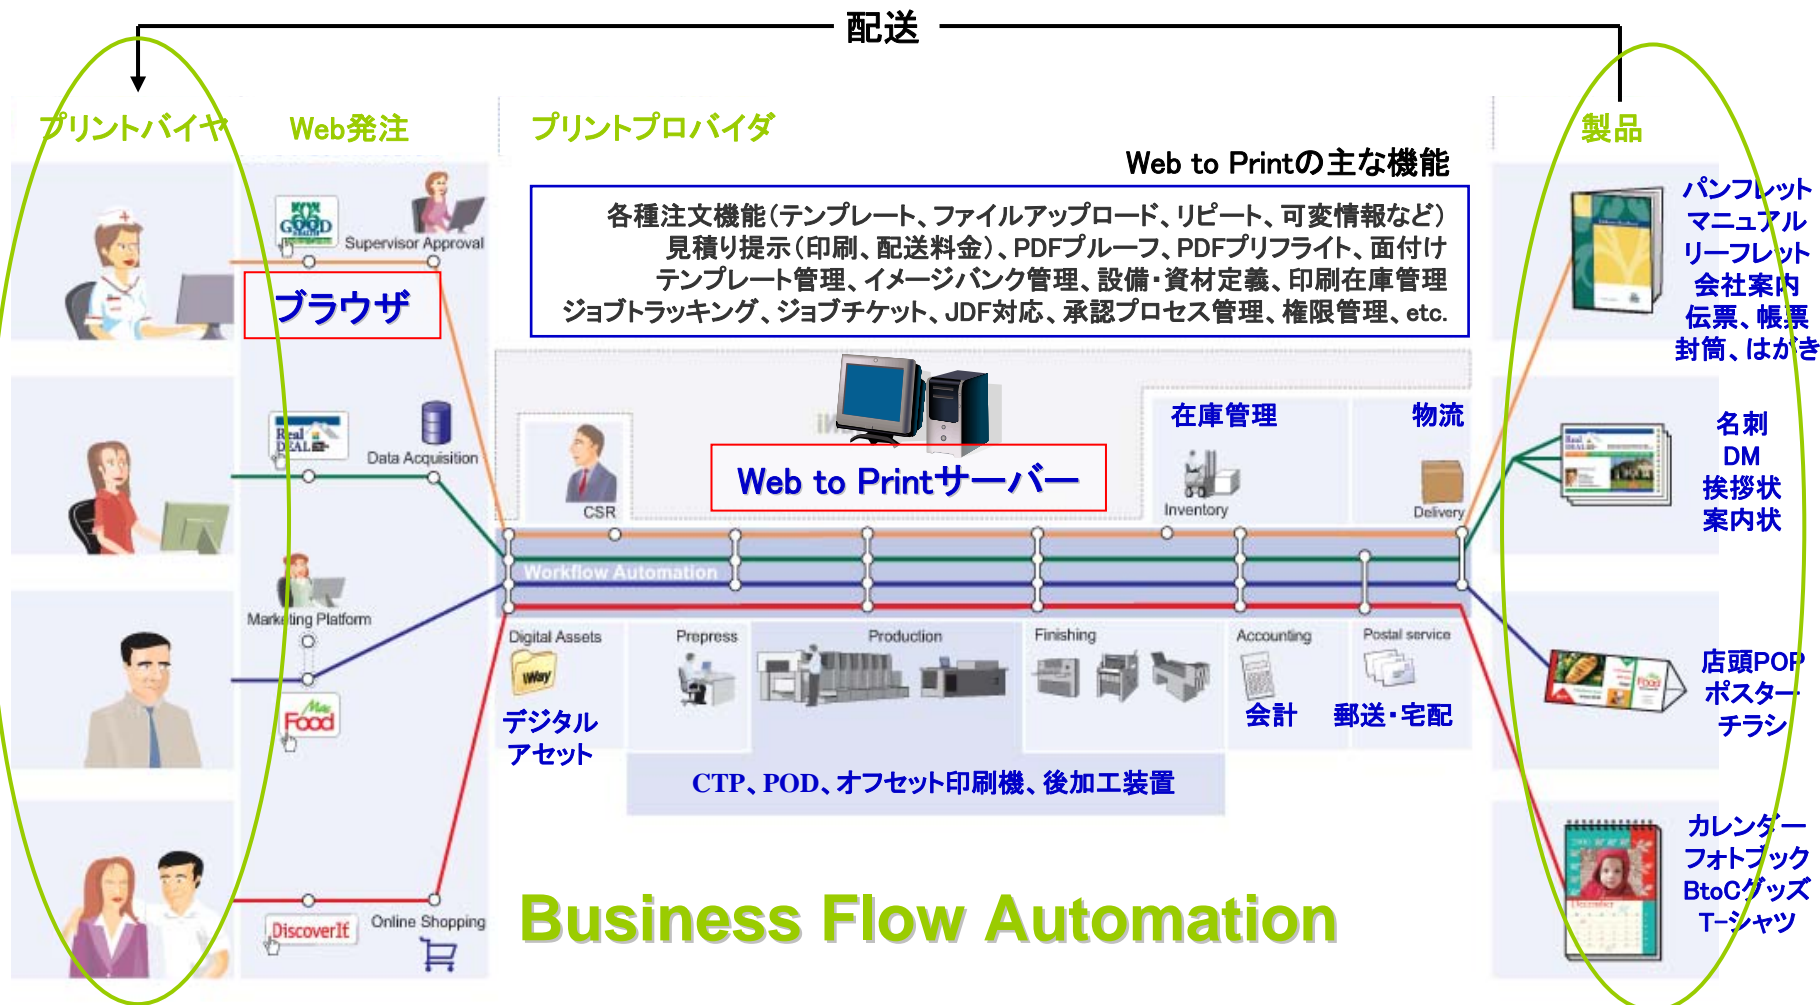 配送
プリントバイヤ
Web発注
プリントプロバイダ
製品
Web to Printの主な機能
各種注文機能（テンプレート、ファイルアップロード、リピート、可変情報など）
見積り提示（印刷、配送料金）、PDFプルーフ、PDFプリフライト、面付け
テンプレート管理、イメージバンク管理、設備・資材定義、印刷在庫管理
ジョブトラッキング、ジョブチケット、JDF対応、承認プロセス管理、権限管理、etc.
GOOD
Supervisor Approval
ブラウザ
Real
DEAL
Data Acquisition
Marketing Platform
Food
DiscoverIt
Online Shopping
CSR
Web to Printサーバー
在庫管理
Inventory
物流
Delivery
Workflow Automation
Digital Assets
iWay
デジタル
アセット
Prepress
Production
Finishing
Accounting
会計
Postal service
郵送・宅配
CTP、POD、オフセット印刷機、後加工装置
Business Flow Automation
パンフレット
マニュアル
リーフレット
会社案内
伝票、帳票
封筒、はがき
Real
DEAL
名刺
DM
挨拶状
案内状
Food
店頭POP
ポスター
チラシ
December
カレンダー
フォトブック
BtoCグッズ
T-シャツ